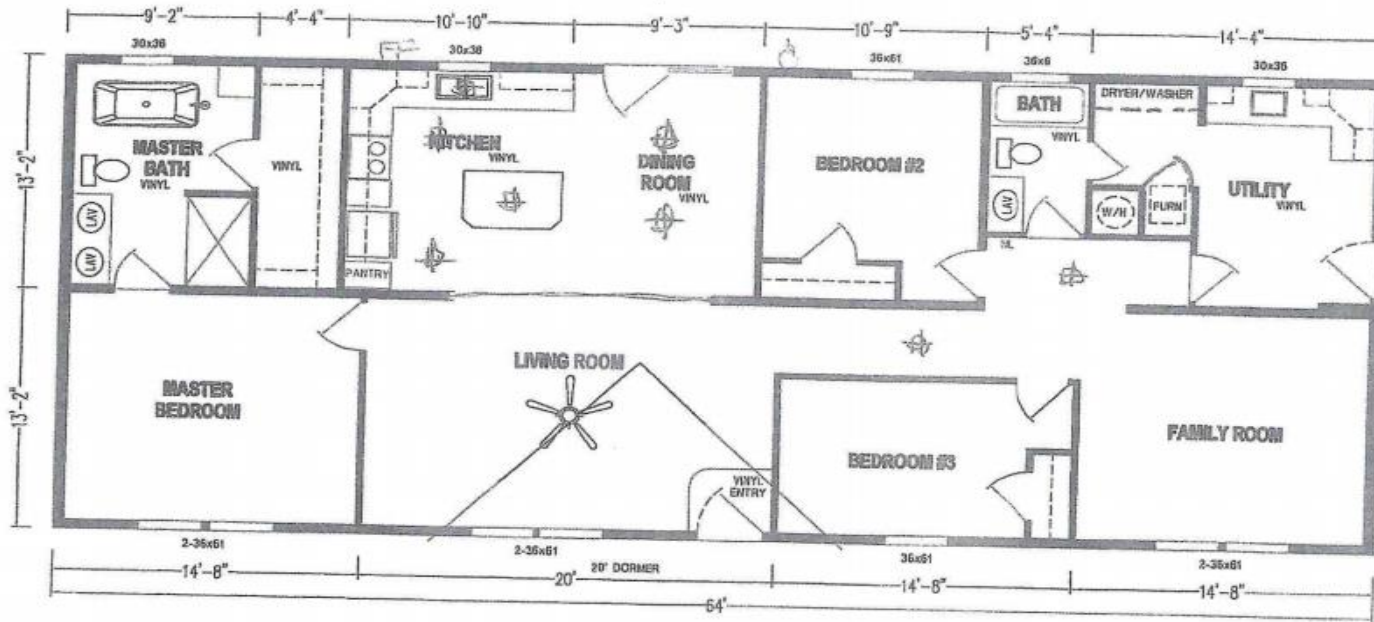 9'-2" 4'-4" 10'-10" 9'-3" 10'-9" 5'-4" 14'-4"
30x36 30x36 36x61 36x6 30x36
13'-2"
MASTER
BATH
VINYL
LAV
LAV
VINYL
KITCHEN
VINYL
PANTRY
DINING
ROOM
VINYL
BEDROOM #2
BATH
VINYL
LAV
DRYER/WASHER
W/H
FURN
UTILITY
VINYL
13'-2"
MASTER
BEDROOM
LIVING ROOM
VINYL
ENTRY
BEDROOM #3
FAMILY ROOM
2-36x61 2-36x61 36x61 2-36x61
20' DORMER
14'-8" 20' 14'-8" 14'-8"
64'